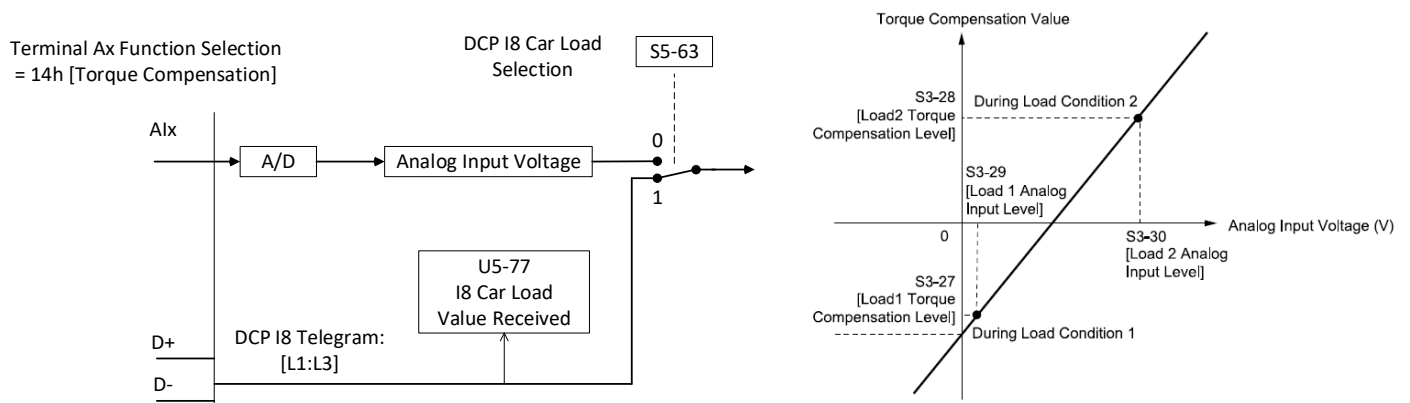 Terminal Ax Function Selection
= 14h [Torque Compensation]
DCP I8 Car Load
Selection
S5-63
AIx
A/D
Analog Input Voltage
0
1
U5-77
I8 Car Load
Value Received
D+
D-
DCP I8 Telegram:
[L1:L3]
Torque Compensation Value
S3-28
[Load2 Torque
Compensation Level]
During Load Condition 2
S3-29
[Load 1 Analog
Input Level]
0
Analog Input Voltage (V)
S3-30
[Load 2 Analog
Input Level]
S3-27
[Load1 Torque
Compensation Level]
During Load Condition 1